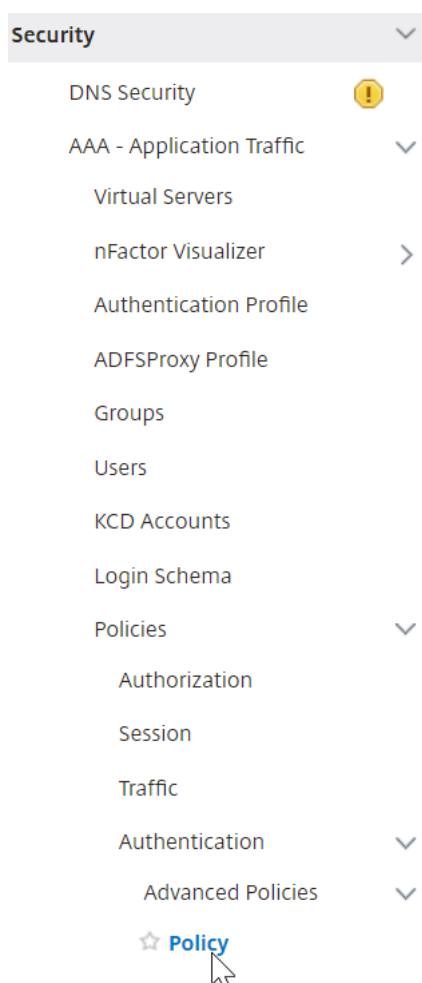 Security
DNS Security
AAA - Application Traffic
Virtual Servers
nFactor Visualizer
Authentication Profile
ADFSProxy Profile
Groups
Users
KCD Accounts
Login Schema
Policies
Authorization
Session
Traffic
Authentication
Advanced Policies
Policy